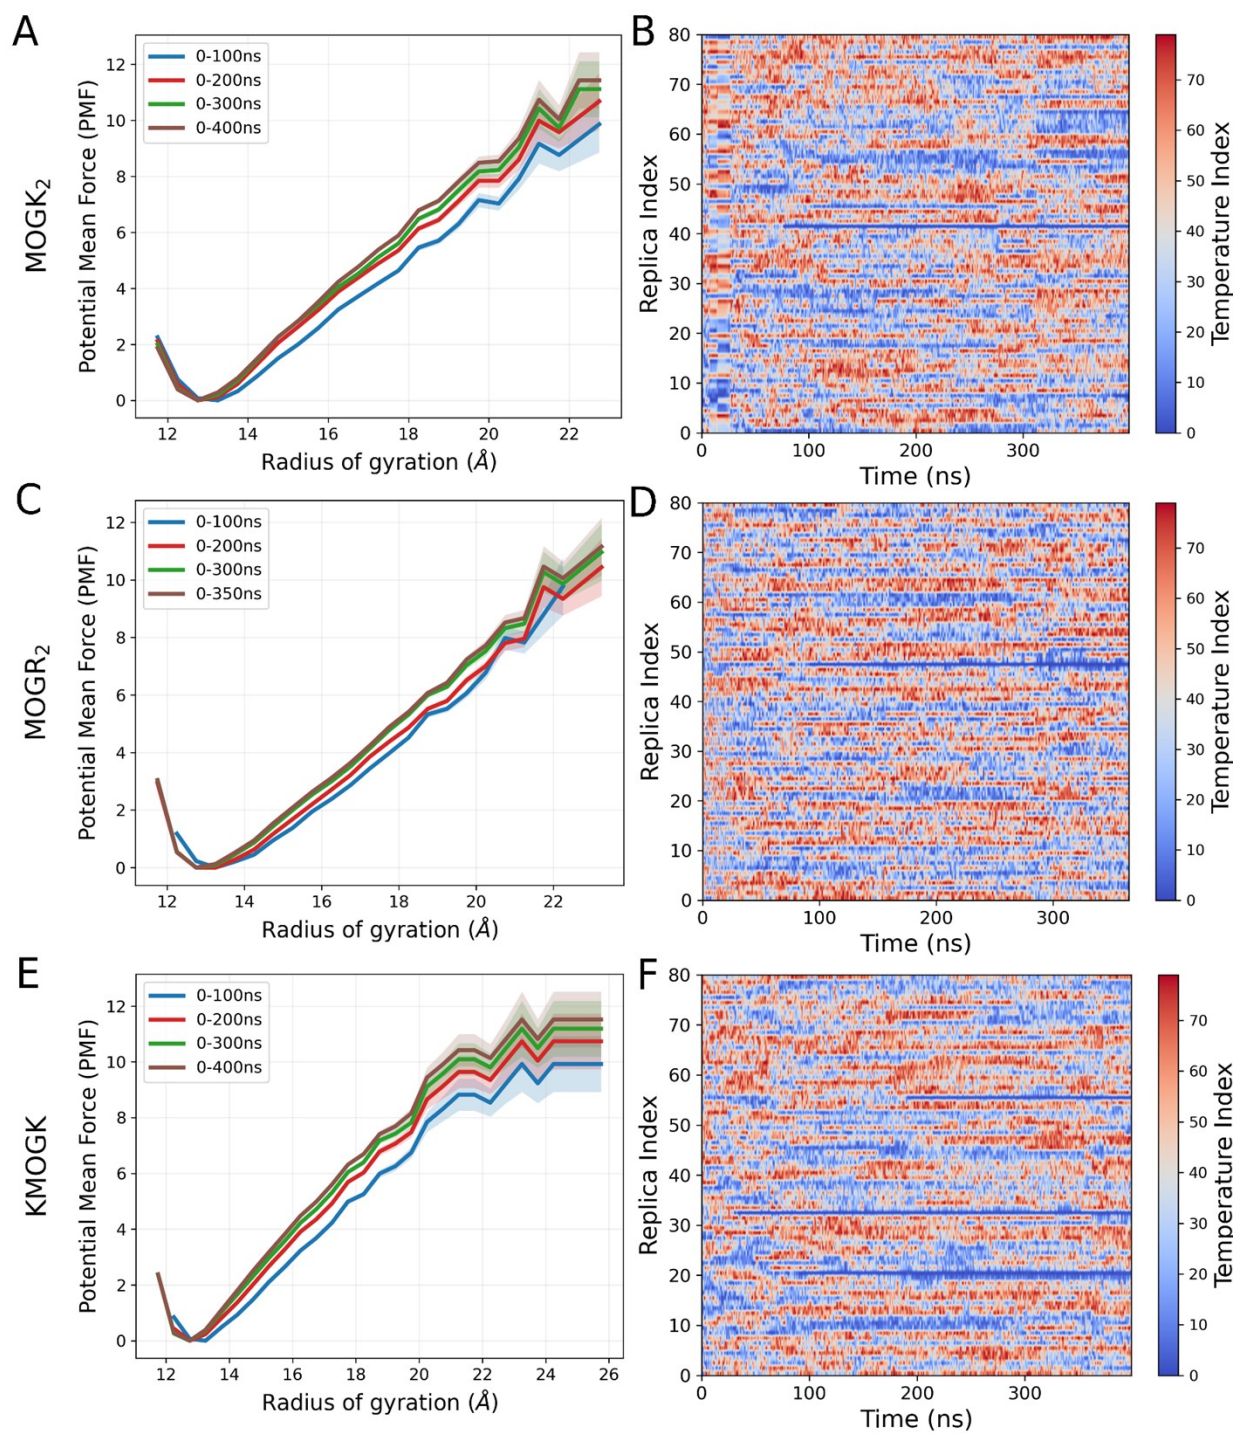 A
MOGK2
Potential Mean Force (PMF)
12
10
8
6
4
2
0
0-100ns
0-200ns
0-300ns
0-400ns
12 14 16 18 20 22
Radius of gyration (Å)
B
Replica Index
80
70
60
50
40
30
20
10
0
0 100 200 300
Time (ns)
70
60
50
40
30
20
10
0
Temperature Index
C
MOGR2
Potential Mean Force (PMF)
12
10
8
6
4
2
0
0-100ns
0-200ns
0-300ns
0-350ns
12 14 16 18 20 22
Radius of gyration (Å)
D
Replica Index
80
70
60
50
40
30
20
10
0
0 100 200 300
Time (ns)
70
60
50
40
30
20
10
0
Temperature Index
E
KMOGK
Potential Mean Force (PMF)
12
10
8
6
4
2
0
0-100ns
0-200ns
0-300ns
0-400ns
12 14 16 18 20 22 24 26
Radius of gyration (Å)
F
Replica Index
80
70
60
50
40
30
20
10
0
0 100 200 300
Time (ns)
70
60
50
40
30
20
10
0
Temperature Index